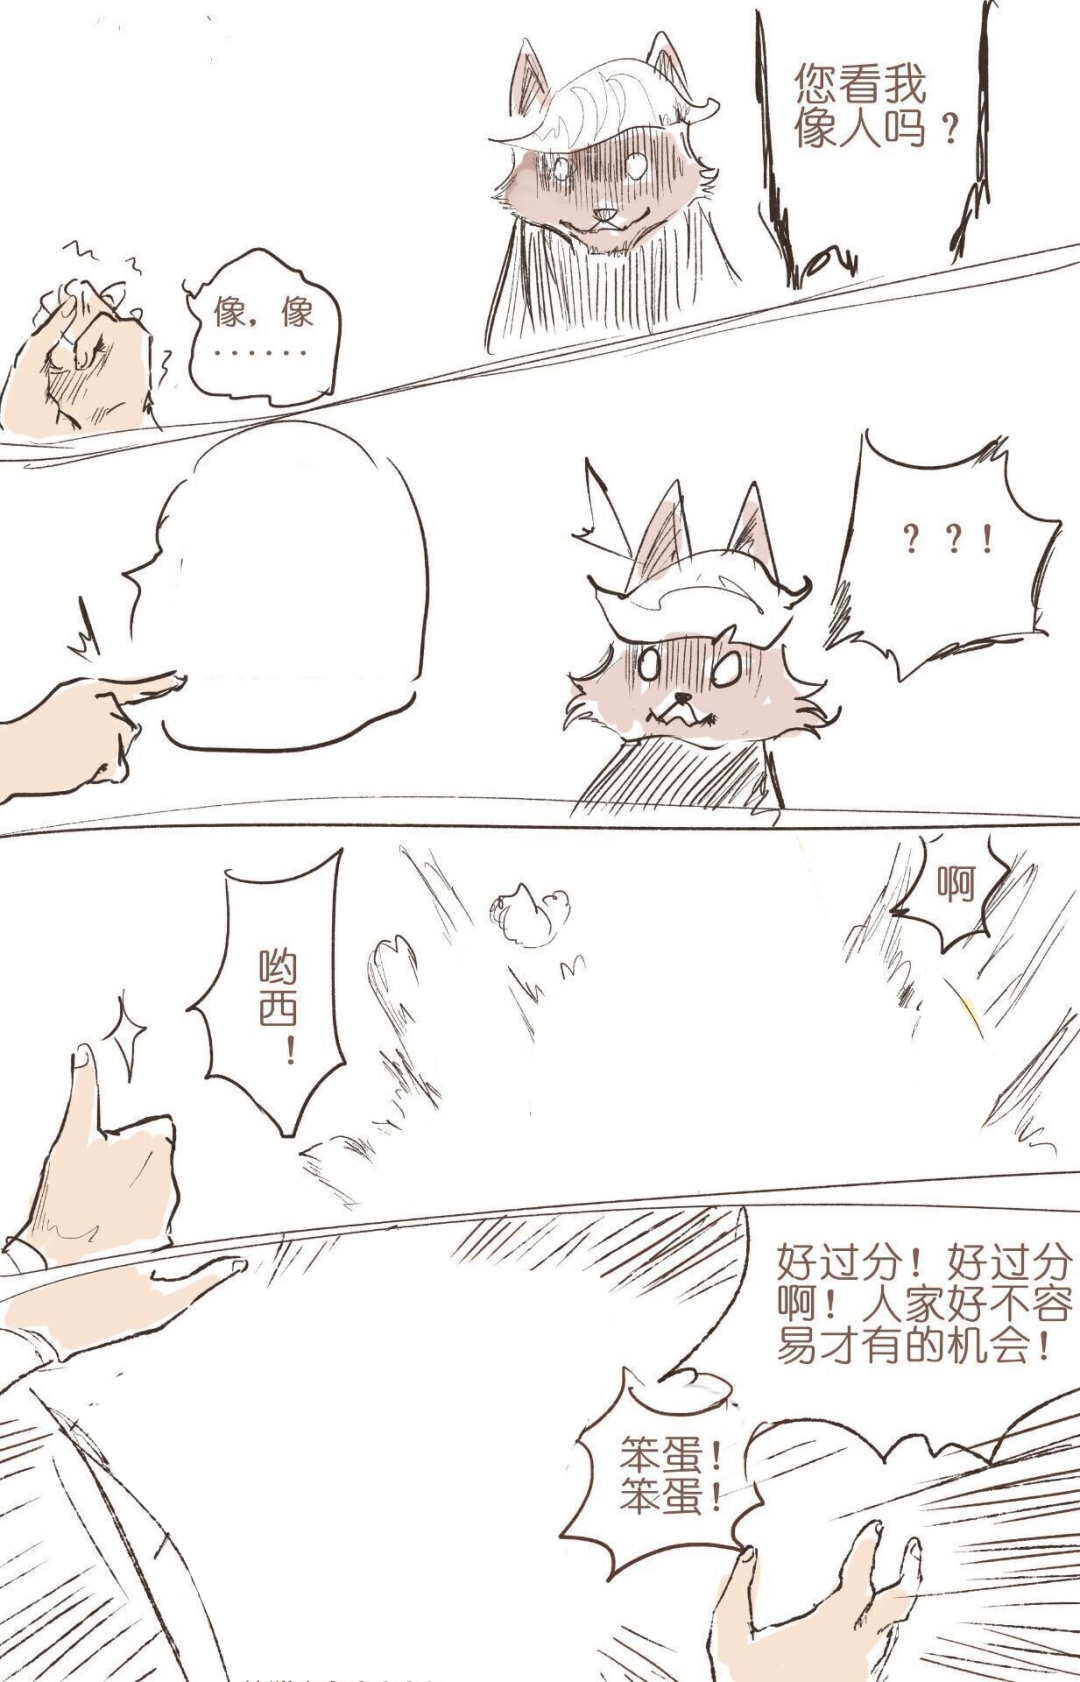 您看我
像人吗？
像，像
……
？？！
啊
哟
西
！
好过分！好过分
啊！人家好不容
易才有的机会！
笨蛋！
笨蛋！